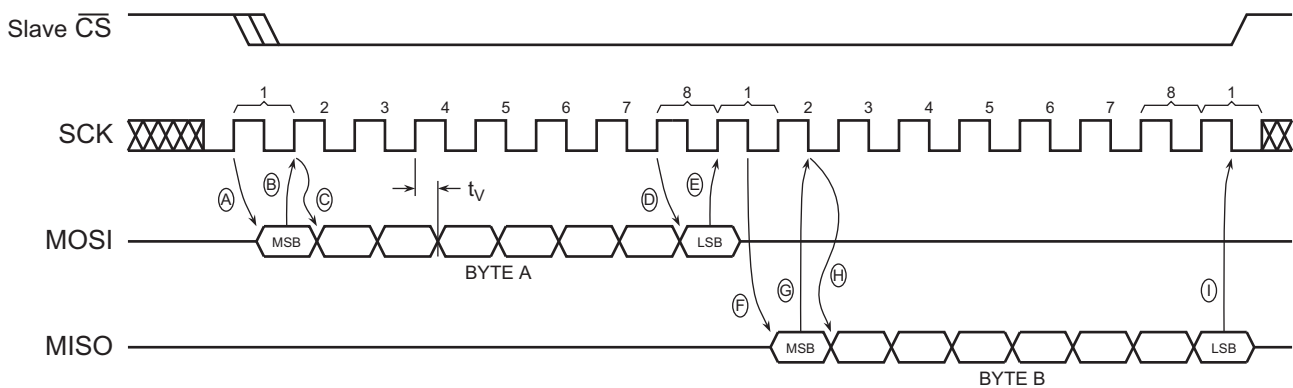 Slave CS
1 2 3 4 5 6 7 8 1 2 3 4 5 6 7 8 1
SCK
A B C tV D E
MOSI MSB LSB
BYTE A
F G H I
MISO MSB LSB
BYTE B